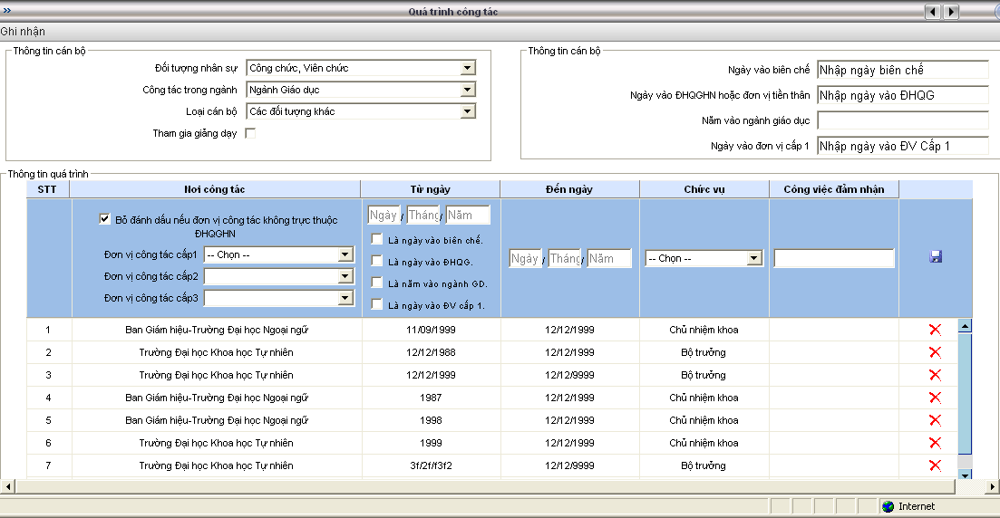 »
Quá trình công tác
Ghi nhận
Thông tin cán bộ
Đối tượng nhân sự Công chức, Viên chức
Công tác trong ngành Ngành Giáo dục
Loại cán bộ Các đối tượng khác
Tham gia giảng dạy
Thông tin cán bộ
Ngày vào biên chế Nhập ngày biên chế
Ngày vào ĐHQGHN hoặc đơn vị tiền thân Nhập ngày vào ĐHQG
Năm vào ngành giáo dục
Ngày vào đơn vị cấp 1 Nhập ngày vào ĐV Cấp 1
Thông tin quá trình
STT Nơi công tác Từ ngày Đến ngày Chức vụ Công việc đảm nhận
Bỏ đánh dấu nếu đơn vị công tác không trực thuộc
ĐHQGHN
Đơn vị công tác cấp1 -- Chọn --
Đơn vị công tác cấp2
Đơn vị công tác cấp3
Ngày / Tháng / Năm
Là ngày vào biên chế.
Là ngày vào ĐHQG.
Là năm vào ngành GD.
Là ngày vào ĐV cấp 1.
Ngày / Tháng / Năm
-- Chọn --
1 Ban Giám hiệu-Trường Đại học Ngoại ngữ 11/09/1999 12/12/1999 Chủ nhiệm khoa
2 Trường Đại học Khoa học Tự nhiên 12/12/1988 12/12/1999 Bộ trưởng
3 Trường Đại học Khoa học Tự nhiên 12/12/1999 12/12/9999 Bộ trưởng
4 Ban Giám hiệu-Trường Đại học Ngoại ngữ 1987 12/12/1999 Chủ nhiệm khoa
5 Ban Giám hiệu-Trường Đại học Ngoại ngữ 1998 12/12/1999 Chủ nhiệm khoa
6 Trường Đại học Khoa học Tự nhiên 1999 12/12/1999 Chủ nhiệm khoa
7 Trường Đại học Khoa học Tự nhiên 3f/2f/f3f2 12/12/9999 Bộ trưởng
Internet